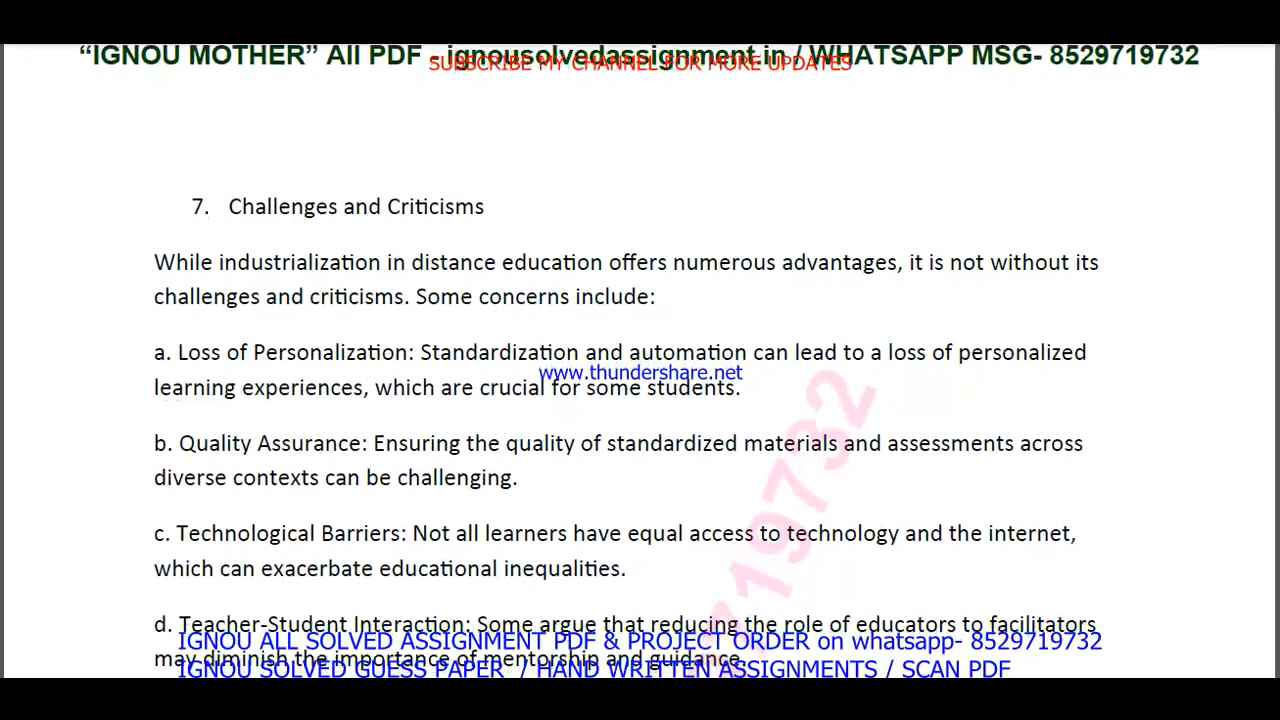 “IGNOU MOTHER” All PDF - ignousolvedassignment.in / WHATSAPP MSG- 8529719732
SUBSCRIBE MY CHANNEL FOR MORE UPDATES
7. Challenges and Criticisms
While industrialization in distance education offers numerous advantages, it is not without its
challenges and criticisms. Some concerns include:
a. Loss of Personalization: Standardization and automation can lead to a loss of personalized
www.thundershare.net
learning experiences, which are crucial for some students.
b. Quality Assurance: Ensuring the quality of standardized materials and assessments across
diverse contexts can be challenging.
c. Technological Barriers: Not all learners have equal access to technology and the internet,
which can exacerbate educational inequalities.
d. Teacher-Student Interaction: Some argue that reducing the role of educators to facilitators
IGNOU ALL SOLVED ASSIGNMENT PDF & PROJECT ORDER on whatsapp- 8529719732
may diminish the importance of mentorship and guidance.
IGNOU SOLVED GUESS PAPER / HAND WRITTEN ASSIGNMENTS / SCAN PDF
719732